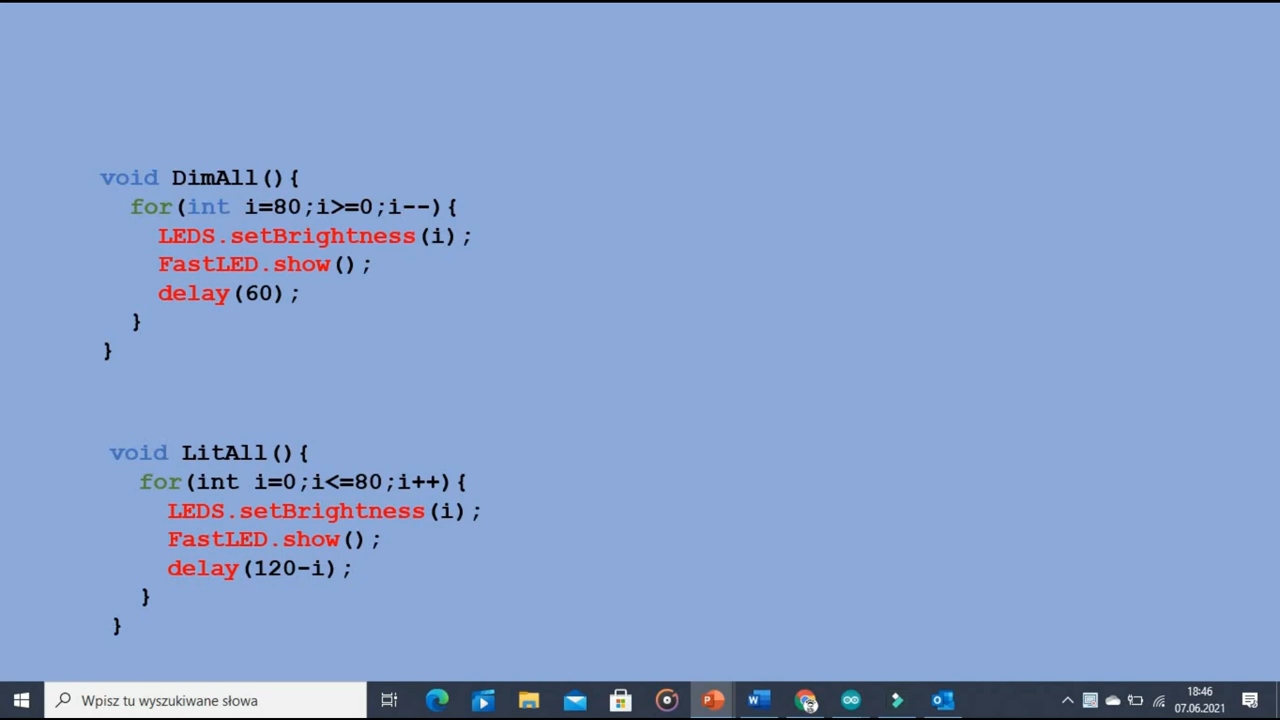 void DimAll(){
for(int i=80;i>=0;i--){
LEDS.setBrightness(i);
FastLED.show();
delay(60);
}
}
void LitAll(){
for(int i=0;i<=80;i++){
LEDS.setBrightness(i);
FastLED.show();
delay(120-i);
}
}
Wpisz tu wyszukiwane słowa
18:46
07.06.2021